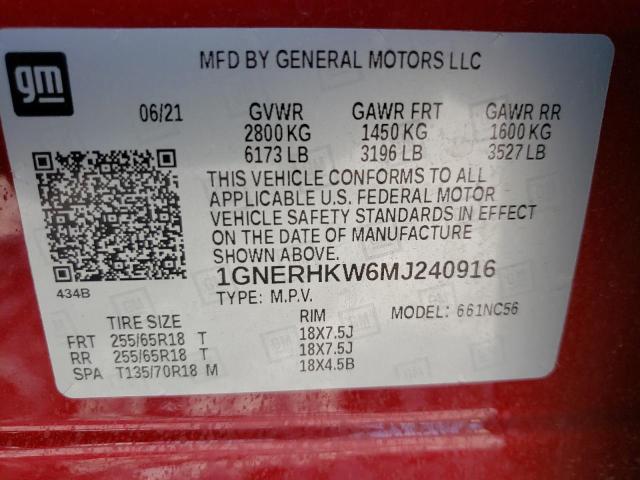 gm
MFD BY GENERAL MOTORS LLC
06/21 GVWR GAWR FRT GAWR RR
2800 KG 1450 KG 1600 KG
6173 LB 3196 LB 3527 LB
THIS VEHICLE CONFORMS TO ALL
APPLICABLE U.S. FEDERAL MOTOR
VEHICLE SAFETY STANDARDS IN EFFECT
ON THE DATE OF MANUFACTURE
SHOWN ABOVE.
1GNERHKW6MJ240916
434B
TYPE: M.P.V. MODEL: 661NC56
TIRE SIZE RIM
FRT 255/65R18 T 18X7.5J
RR 255/65R18 T 18X7.5J
SPA T135/70R18 M 18X4.5B